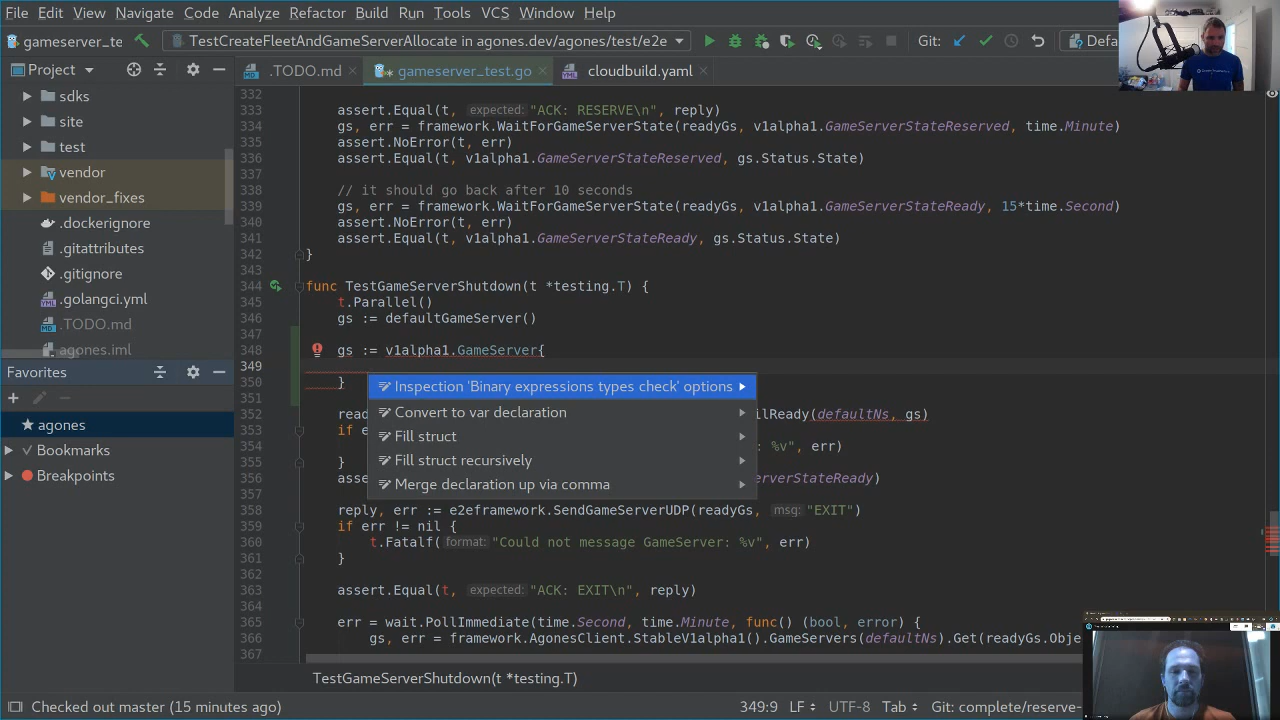 File Edit View Navigate Code Analyze Refactor Build Run Tools VCS Window Help
gameserver_te TestCreateFleetAndGameServerAllocate in agones.dev/agones/test/e2e Git: Defa
Project .TODO.md gameserver_test.go cloudbuild.yaml
sdks
site
test
vendor
vendor_fixes
.dockerignore
.gitattributes
.gitignore
.golangci.yml
.TODO.md
agones.iml
Favorites
agones
Bookmarks
Breakpoints
332
333 assert.Equal(t, expected: "ACK: RESERVE\n", reply)
334 gs, err = framework.WaitForGameServerState(readyGs, v1alpha1.GameServerStateReserved, time.Minute)
335 assert.NoError(t, err)
336 assert.Equal(t, v1alpha1.GameServerStateReserved, gs.Status.State)
337
338 // it should go back after 10 seconds
339 gs, err = framework.WaitForGameServerState(readyGs, v1alpha1.GameServerStateReady, 15*time.Second)
340 assert.NoError(t, err)
341 assert.Equal(t, v1alpha1.GameServerStateReady, gs.Status.State)
342 }
343
344 func TestGameServerShutdown(t *testing.T) {
345 t.Parallel()
346 gs := defaultGameServer()
347
348 gs := v1alpha1.GameServer{
349
350 }
Inspection 'Binary expressions types check' options
Convert to var declaration
Fill struct
Fill struct recursively
Merge declaration up via comma
351
352 read ilReady(defaultNs, gs)
353 if e
354 : %v", err)
355 }
356 asse erverStateReady)
357
358 reply, err := e2eframework.SendGameServerUDP(readyGs, msg: "EXIT")
359 if err != nil {
360 t.Fatalf( format: "Could not message GameServer: %v", err)
361 }
362
363 assert.Equal(t, expected: "ACK: EXIT\n", reply)
364
365 err = wait.PollImmediate(time.Second, time.Minute, func() (bool, error) {
366 gs, err = framework.AgonesClient.StableV1alpha1().GameServers(defaultNs).Get(readyGs.Obje
367
TestGameServerShutdown(t *testing.T)
Checked out master (15 minutes ago) 349:9 LF UTF-8 Tab Git: complete/reserve-